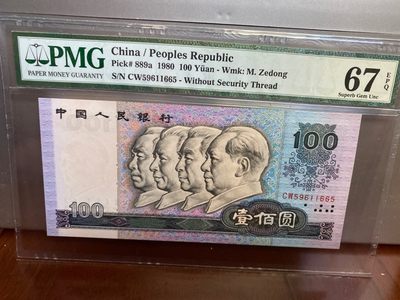 PMG
PAPER MONEY GUARANTY
China / Peoples Republic
Pick# 889a 1980 100 Yüan - Wmk: M. Zedong
S/N CW59611665 - Without Security Thread
67 EPQ
Superb Gem Unc
中国人民银行
100
CW59611665
100
壹佰圆